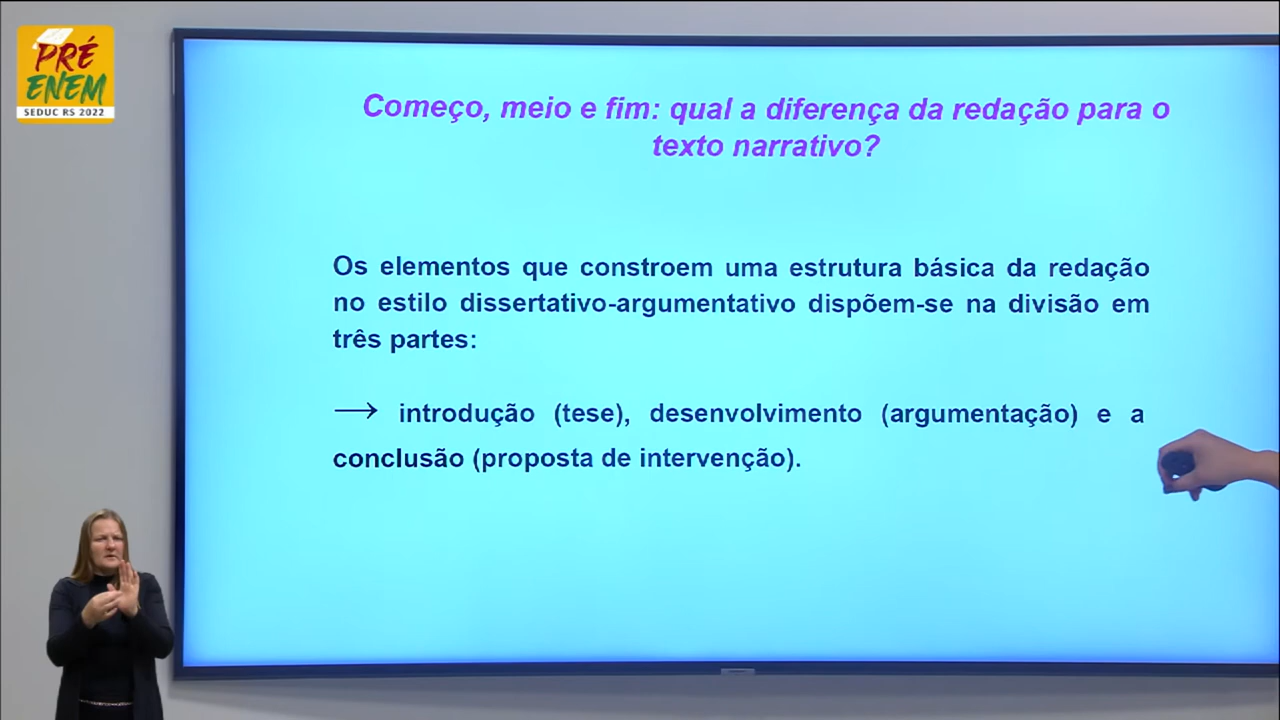 PRÉ
ENEM
SEDUC RS 2022
Começo, meio e fim: qual a diferença da redação para o
texto narrativo?
Os elementos que constroem uma estrutura básica da redação
no estilo dissertativo-argumentativo dispõem-se na divisão em
três partes:
→ introdução (tese), desenvolvimento (argumentação) e a
conclusão (proposta de intervenção).